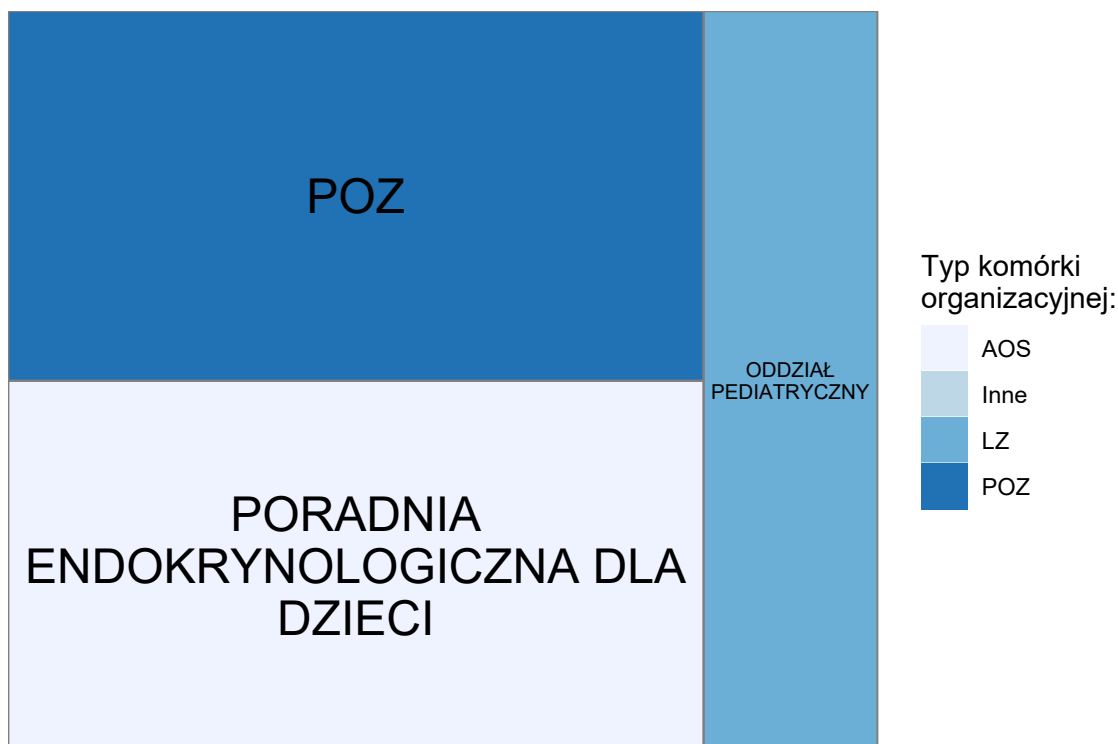 POZ
PORADNIA
ENDOKRYNOLOGICZNA DLA
DZIECI
ODDZIAŁ
PEDIATRYCZNY
Typ komórki
organizacyjnej:
AOS
Inne
LZ
POZ